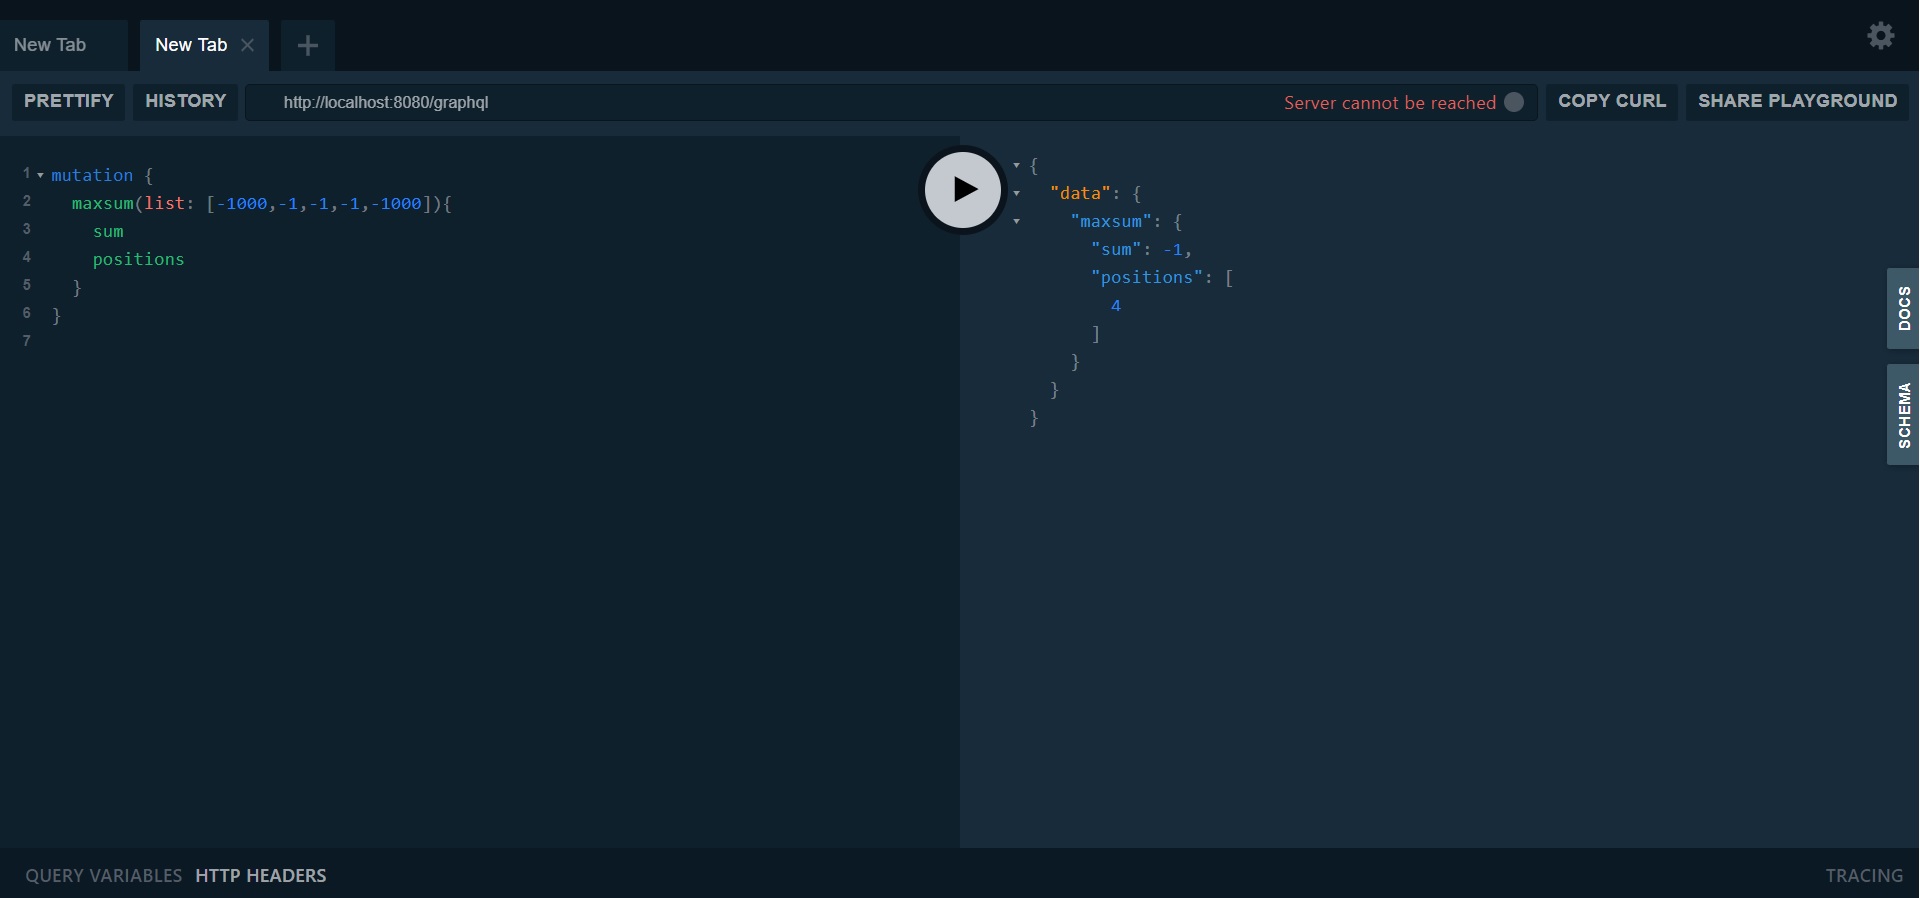 New Tab New Tab
PRETTIFY HISTORY http://localhost:8080/graphql Server cannot be reached COPY CURL SHARE PLAYGROUND
1 mutation {
2 maxsum(list: [-1000,-1,-1,-1,-1000]){
3 sum
4 positions
5 }
6 }
7
{
"data": {
"maxsum": {
"sum": -1,
"positions": [
4
]
}
}
}
DOCS
SCHEMA
QUERY VARIABLES HTTP HEADERS TRACING